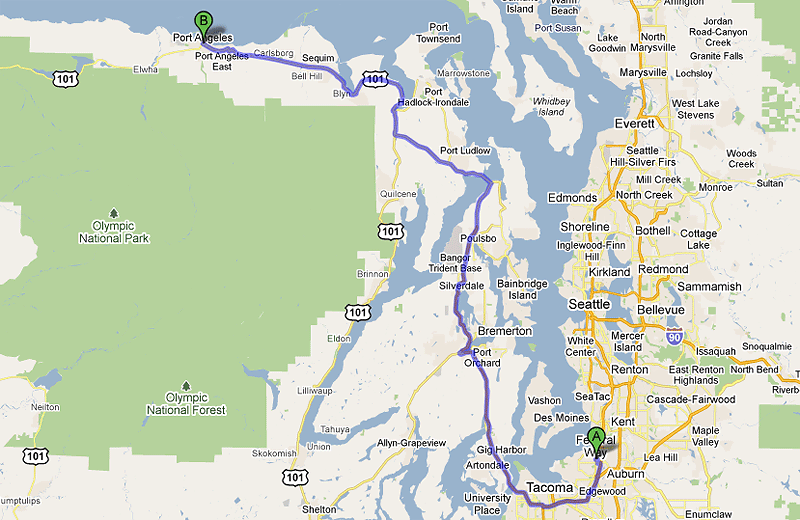 Island
Warm
Beach
Arlington
B
Port Angeles
Port Angeles
East
Carlsborg
Sequim
Bell Hill
Blyn
101
Elwha
101
Port
Townsend
Port Susan
Lake
Goodwin
North
Marysville
Jordan
Road-Canyon
Creek
Granite Falls
Marysville
Lochsloy
Marrowstone
Port
Hadlock-Irondale
Whidbey
Island
West Lake
Stevens
Everett
Port Ludlow
Seattle
Hill-Silver Firs
Woods
Creek
Mill Creek
Monroe
Sultan
Quilcene
Edmonds
North Creek
Olympic
National Park
101
Shoreline
Bothell
Cottage
Lake
Poulsbo
Inglewood-Finn
Hill
Bangor
Trident Base
Brinnon
Kirkland
Redmond
Silverdale
Bainbridge
Island
Sammamish
Seattle
Bellevue
101
Bremerton
90
Eldon
White
Center
Mercer
Island
Issaquah
Snoqualmie
Port
Orchard
Renton
East Renton
Highlands
North Bend
Riverb
Olympic
National Forest
Lilliwaup
Vashon
SeaTac
Cascade-Fairwood
Neilton
Tahuya
Des Moines
Kent
Allyn-Grapeview
A
Federal
Way
Maple
Valley
Union
Skokomish
Gig Harbor
Lea Hill
101
Artondale
Auburn
101
University
Place
Tacoma
Edgewood
umptulips
Shelton
Enumclaw